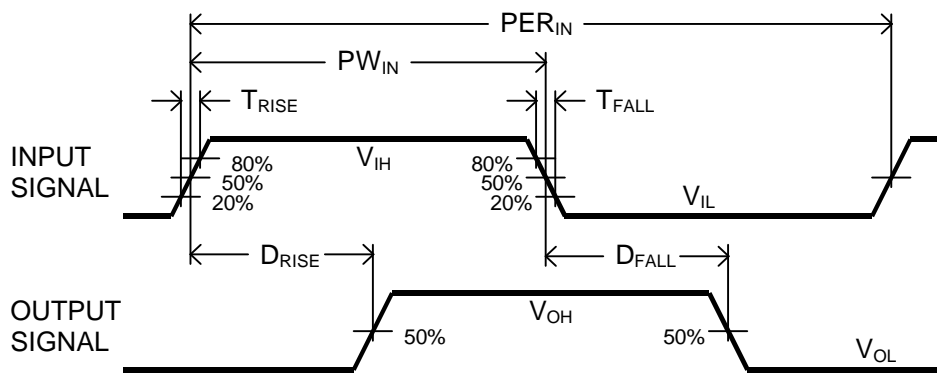 PER_IN
PW_IN
T_RISE
T_FALL
INPUT
SIGNAL
V_IH
80%
50%
20%
80%
50%
20%
V_IL
D_RISE
D_FALL
OUTPUT
SIGNAL
V_OH
50%
50%
V_OL